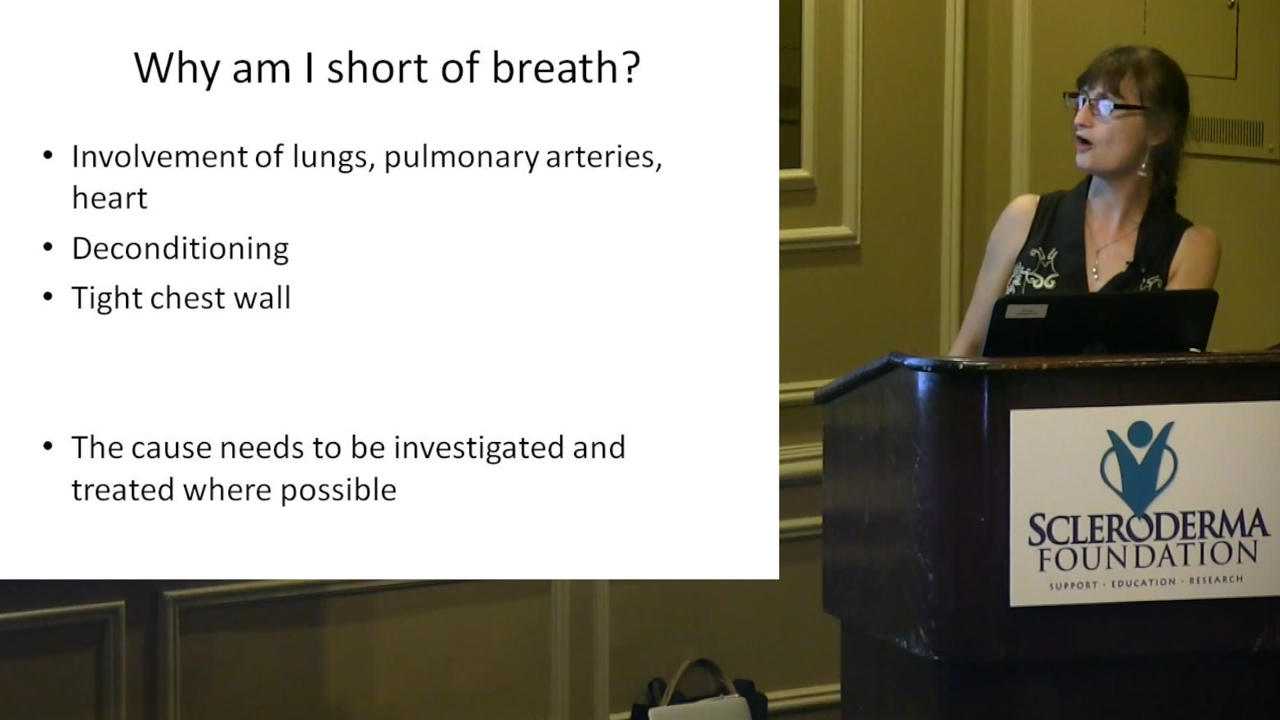 Why am I short of breath?
• Involvement of lungs, pulmonary arteries,
heart
• Deconditioning
• Tight chest wall
• The cause needs to be investigated and
treated where possible
SCLERODERMA
FOUNDATION
SUPPORT · EDUCATION · RESEARCH